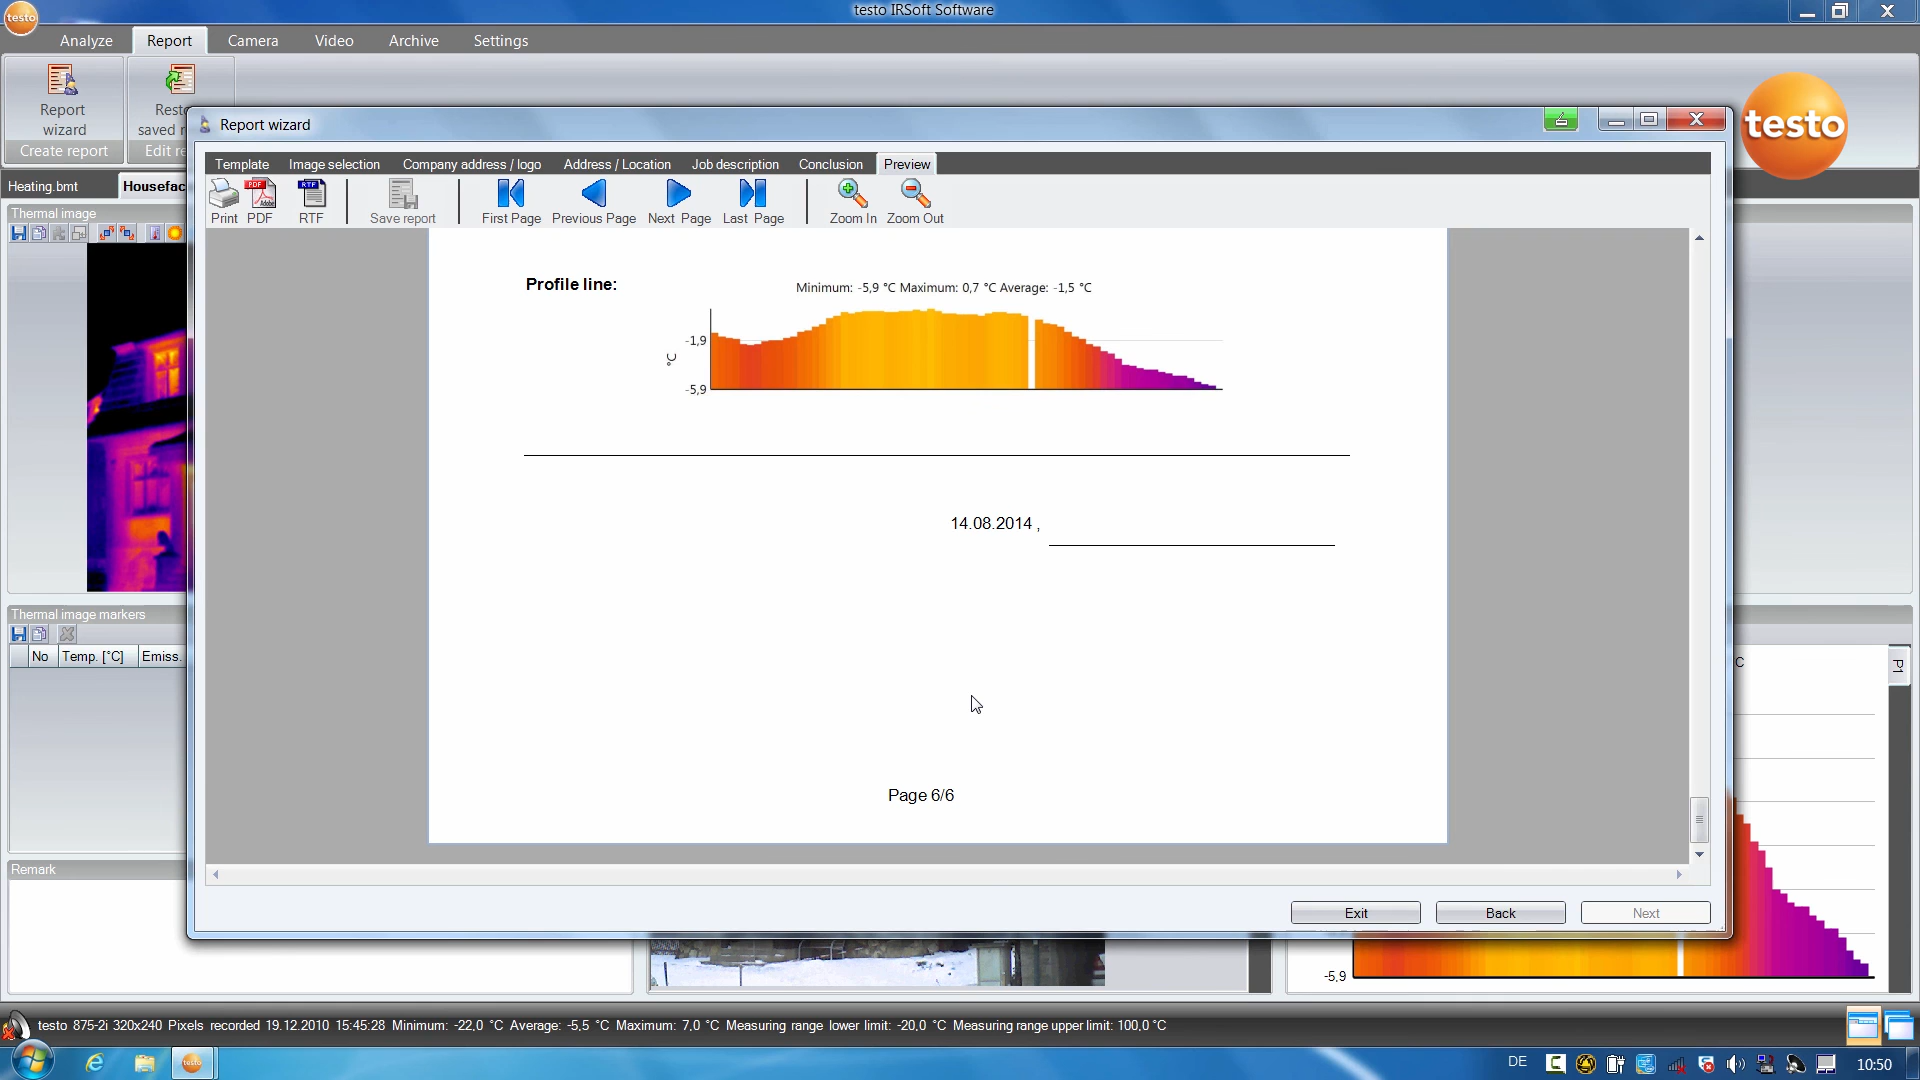 testo IRSoft Software
testo
Analyze Report Camera Video Archive Settings
Report wizard
Create report
testo
Report wizard
Template Image selection Company address / logo Address / Location Job description Conclusion Preview
Heating.bmt
Print PDF RTF Save report First Page Previous Page Next Page Last Page Zoom In Zoom Out
Thermal image
Profile line:
Minimum: -5,9 °C Maximum: 0,7 °C Average: -1,5 °C
-1,9
°C
-5,9
14.08.2014 ,
Thermal image markers
No Temp. [°C] Emiss.
C
P1
Page 6/6
Remark
Exit Back Next
-5,9
testo 875-2i 320x240 Pixels recorded 19.12.2010 15:45:28 Minimum: -22,0 °C Average: -5,5 °C Maximum: 7,0 °C Measuring range lower limit: -20,0 °C Measuring range upper limit: 100,0 °C
DE 10:50